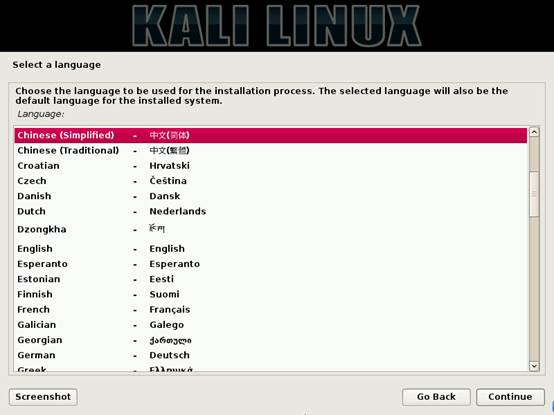 KALI LINUX
Select a language
Choose the language to be used for the installation process. The selected language will also be the
default language for the installed system.
Language:
Chinese (Simplified) - 中文(简体)
Chinese (Traditional) - 中文(繁體)
Croatian - Hrvatski
Czech - Čeština
Danish - Dansk
Dutch - Nederlands
Dzongkha - རྫོང་ཁ།
English - English
Esperanto - Esperanto
Estonian - Eesti
Finnish - Suomi
French - Français
Galician - Galego
Georgian - ქართული
German - Deutsch
Greek - Ελληνικά
Screenshot Go Back Continue